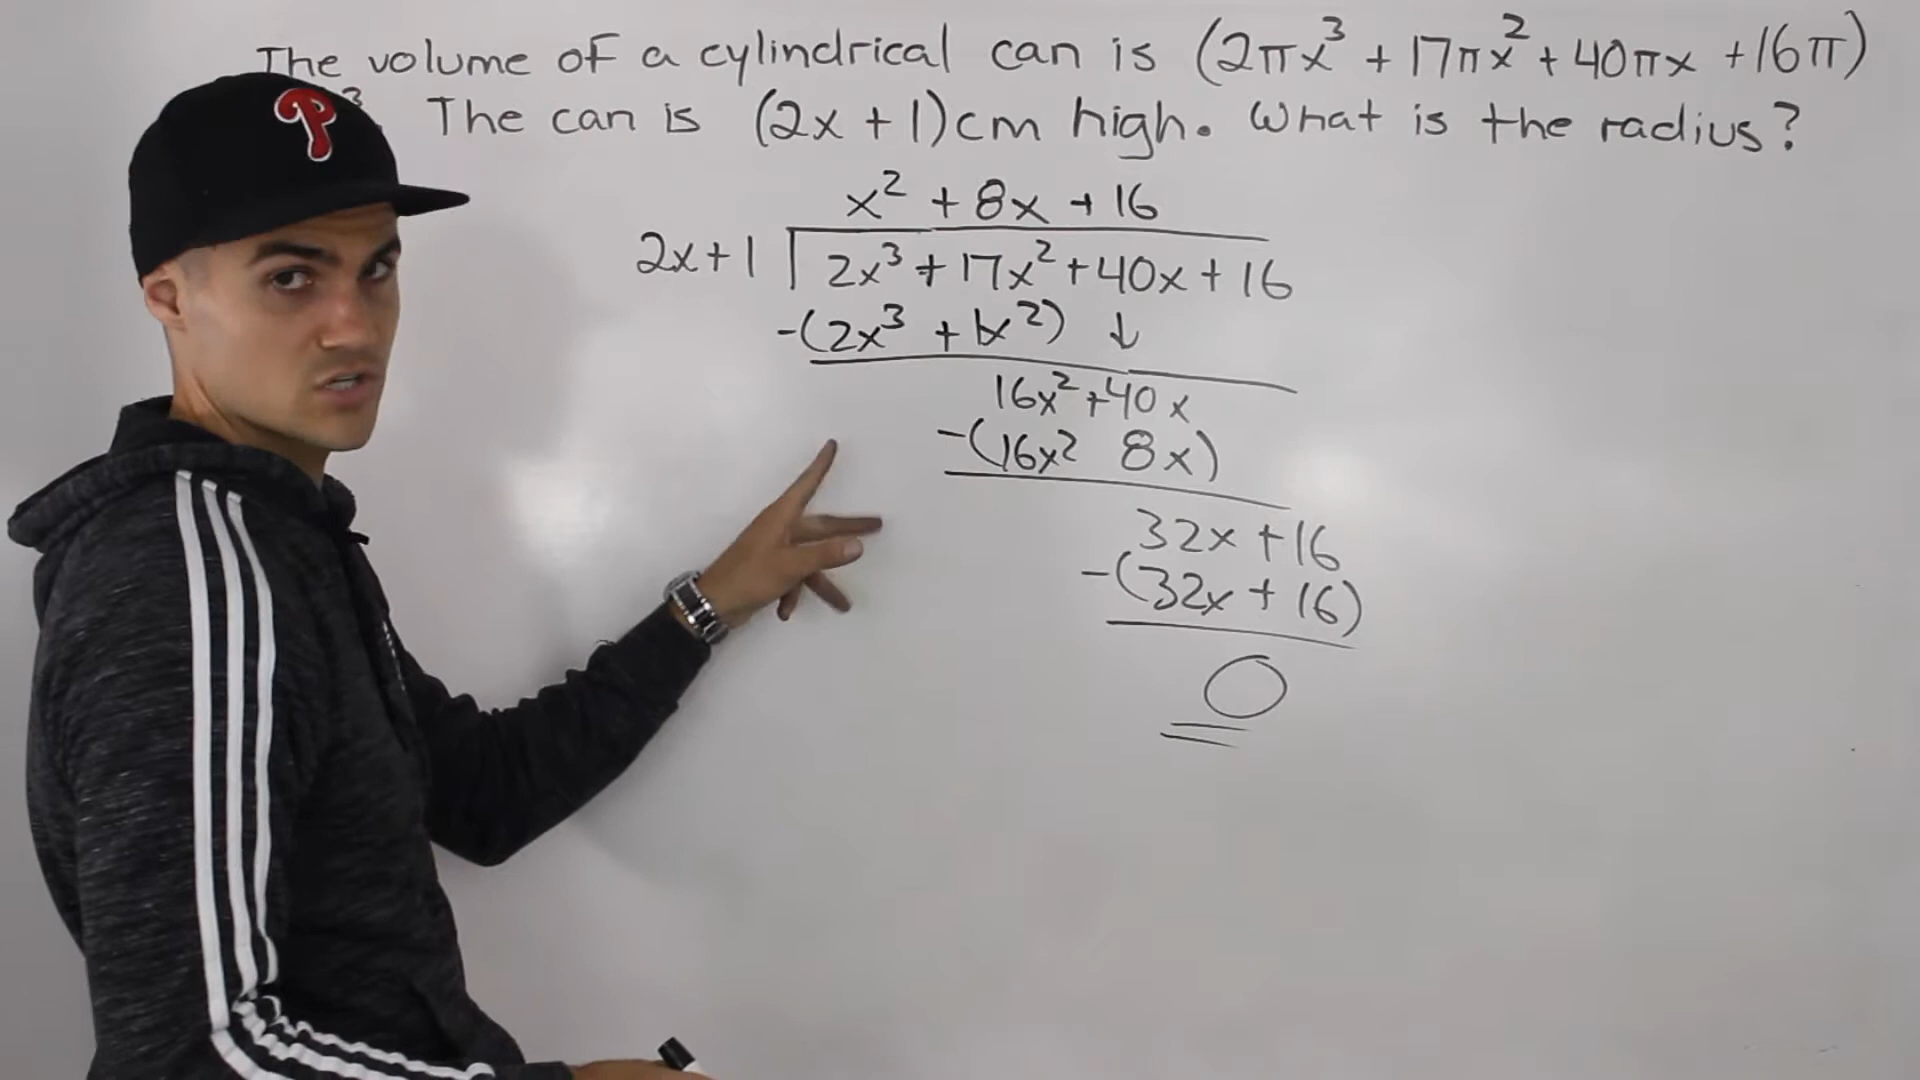 The volume of a cylindrical can is (2πx³ + 17πx² + 40πx + 16π)
³. The can is (2x + 1)cm high. What is the radius?
x² + 8x + 16
2x + 1 2x³ + 17x² + 40x + 16
-(2x³ + 1x²) ↓
16x² + 40x
-(16x² 8x)
32x + 16
-(32x + 16)
0
P